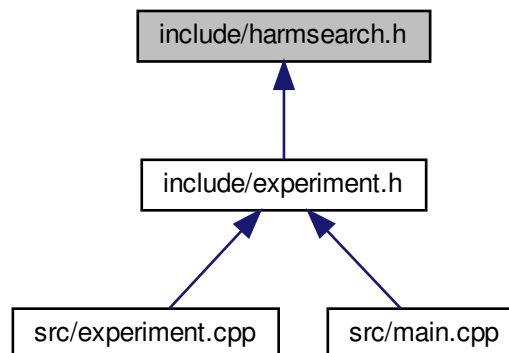 include/harmsearch.h
include/experiment.h
src/experiment.cpp
src/main.cpp